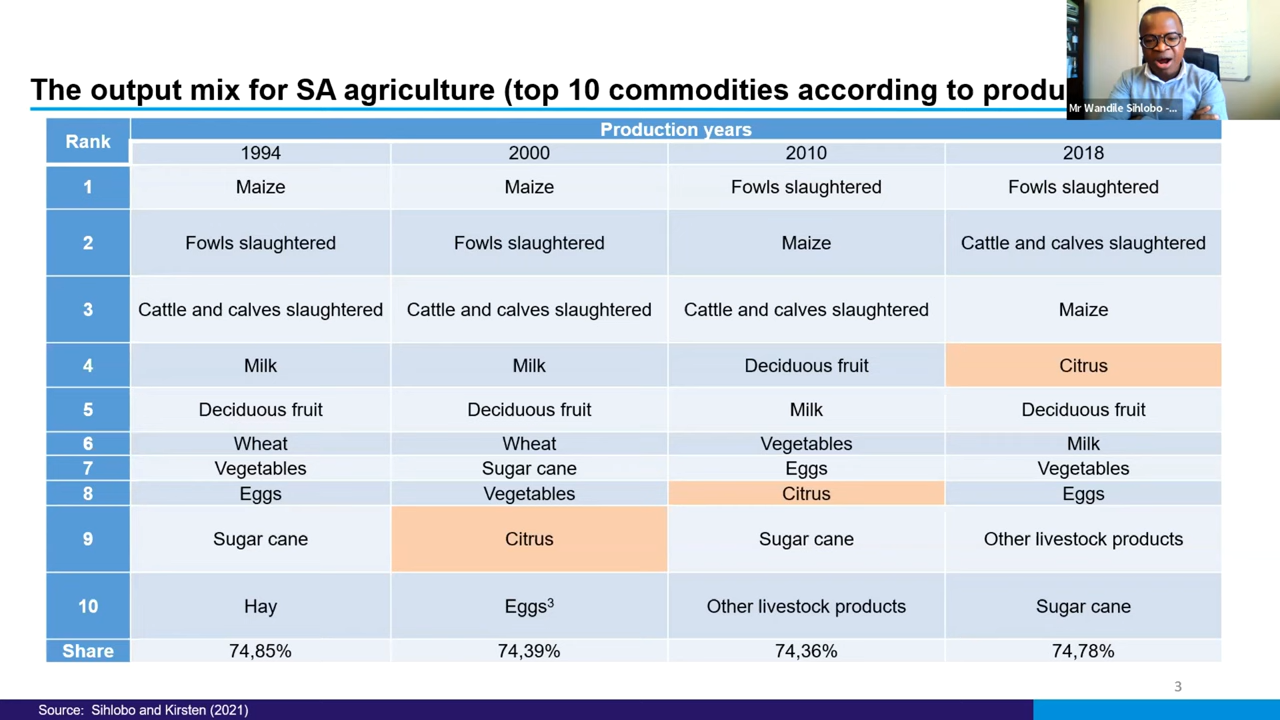 The output mix for SA agriculture (top 10 commodities according to produ
Mr Wandile Sihlobo -...
Rank
Production years
1994 2000 2010 2018
1 Maize Maize Fowls slaughtered Fowls slaughtered
2 Fowls slaughtered Fowls slaughtered Maize Cattle and calves slaughtered
3 Cattle and calves slaughtered Cattle and calves slaughtered Cattle and calves slaughtered Maize
4 Milk Milk Deciduous fruit Citrus
5 Deciduous fruit Deciduous fruit Milk Deciduous fruit
6 Wheat Wheat Vegetables Milk
7 Vegetables Sugar cane Eggs Vegetables
8 Eggs Vegetables Citrus Eggs
9 Sugar cane Citrus Sugar cane Other livestock products
10 Hay Eggs³ Other livestock products Sugar cane
Share 74,85% 74,39% 74,36% 74,78%
3
Source: Sihlobo and Kirsten (2021)